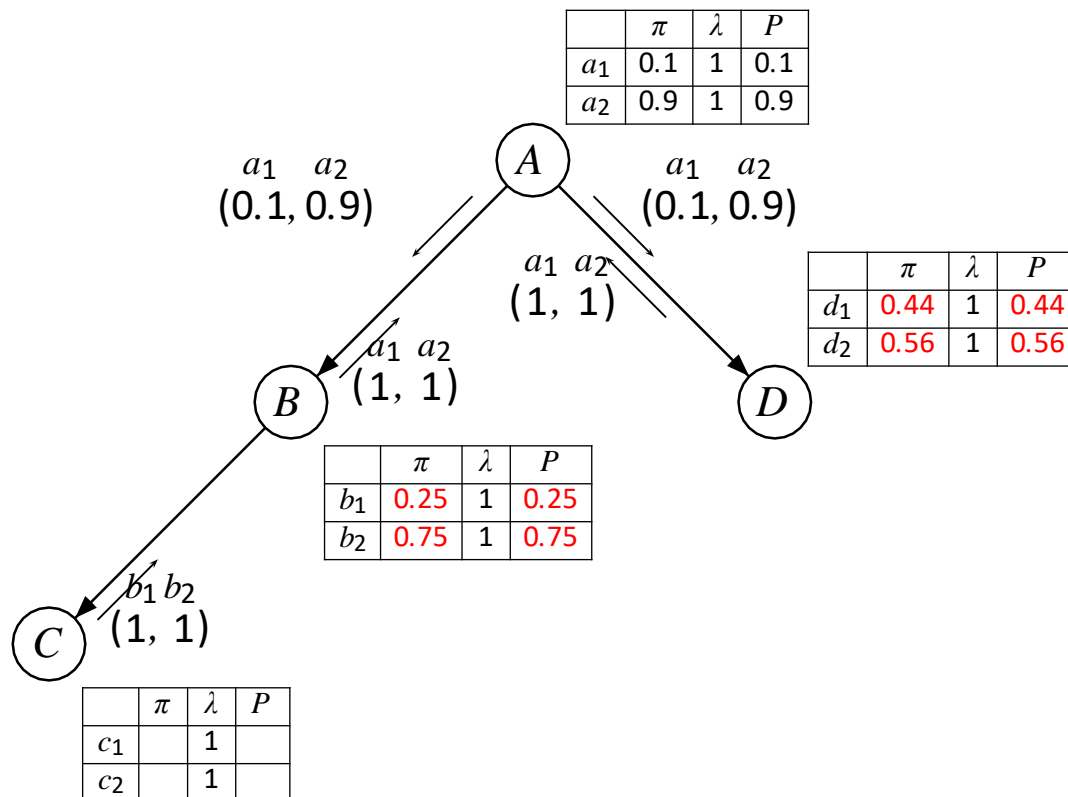 π λ P
a1 0.1 1 0.1
a2 0.9 1 0.9
A
a1 a2
(0.1, 0.9)
a1 a2
(0.1, 0.9)
a1 a2
(1, 1)
π λ P
d1 0.44 1 0.44
d2 0.56 1 0.56
a1 a2
(1, 1)
B
D
π λ P
b1 0.25 1 0.25
b2 0.75 1 0.75
b1 b2
(1, 1)
C
π λ P
c1 1
c2 1